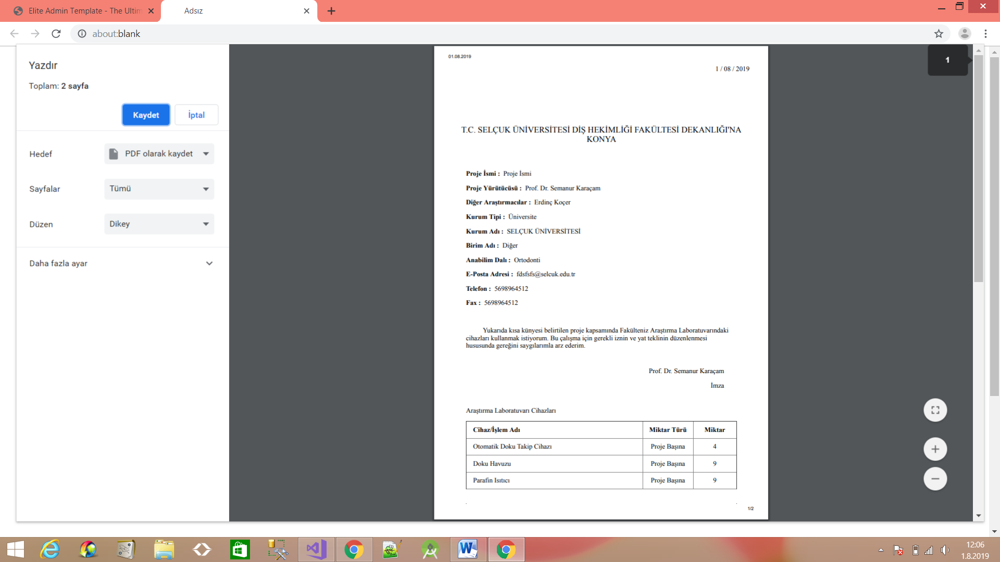 Elite Admin Template - The Ultim
Adsız
about:blank
Yazdır
Toplam: 2 sayfa
Kaydet
İptal
Hedef
PDF olarak kaydet
Sayfalar
Tümü
Düzen
Dikey
Daha fazla ayar
01.08.2019
1 / 08 / 2019
T.C. SELÇUK ÜNİVERSİTESİ DİŞ HEKİMLİĞİ FAKÜLTESİ DEKANLIĞI'NA
KONYA
Proje İsmi : Proje İsmi
Proje Yürütücüsü : Prof. Dr. Semanur Karaçam
Diğer Araştırmacılar : Erdinç Koçer
Kurum Tipi : Üniversite
Kurum Adı : SELÇUK ÜNİVERSİTESİ
Birim Adı : Diğer
Anabilim Dalı : Ortodonti
E-Posta Adresi : fdsfsfs@selcuk.edu.tr
Telefon : 5698964512
Fax : 5698964512
Yukarıda kısa künyesi belirtilen proje kapsamında Fakülteniz Araştırma Laboratuvarındaki
cihazları kullanmak istiyorum. Bu çalışma için gerekli iznin ve yat teklinin düzenlenmesi
hususunda gereğini saygılarımla arz ederim.
Prof. Dr. Semanur Karaçam
İmza
Araştırma Laboratuvarı Cihazları
Cihaz/İşlem Adı Miktar Türü Miktar
Otomatik Doku Takip Cihazı Proje Başına 4
Doku Havuzu Proje Başına 9
Parafin Isıtıcı Proje Başına 9
1/2
1
12:06
1.8.2019